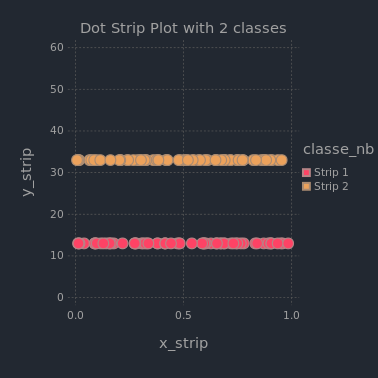 Dot Strip Plot with 2 classes
60
50
40
30
20
10
0
0.0
0.5
1.0
x_strip
y_strip
classe_nb
Strip 1
Strip 2